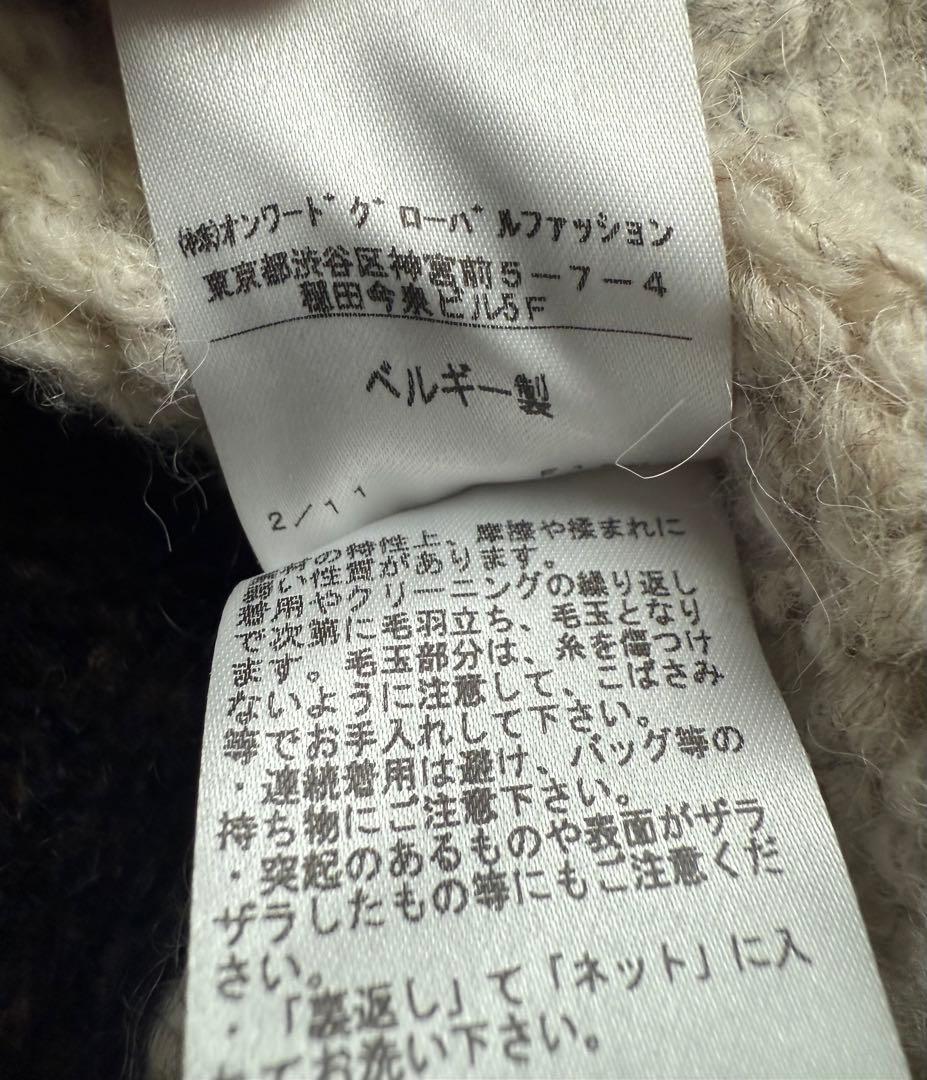 (株)オンワードグローバルファッション
東京都渋谷区神宮前5-7-4
穏田今泉ビル5F
ベルギー製
2/11
の特性上、摩擦や揉まれに
弱い性質があります。
着用やクリーニングの繰り返し
で次第に毛羽立ち、毛玉となり
ます。毛玉部分は、糸を傷つけ
ないように注意して、こばさみ
等でお手入れして下さい。
・連続着用は避け、バッグ等の
持ち物にご注意下さい。
・突起のあるものや表面がザラ
ザラしたもの等にもご注意くだ
さい。
・「裏返し」て「ネット」に入
れてお洗い下さい。